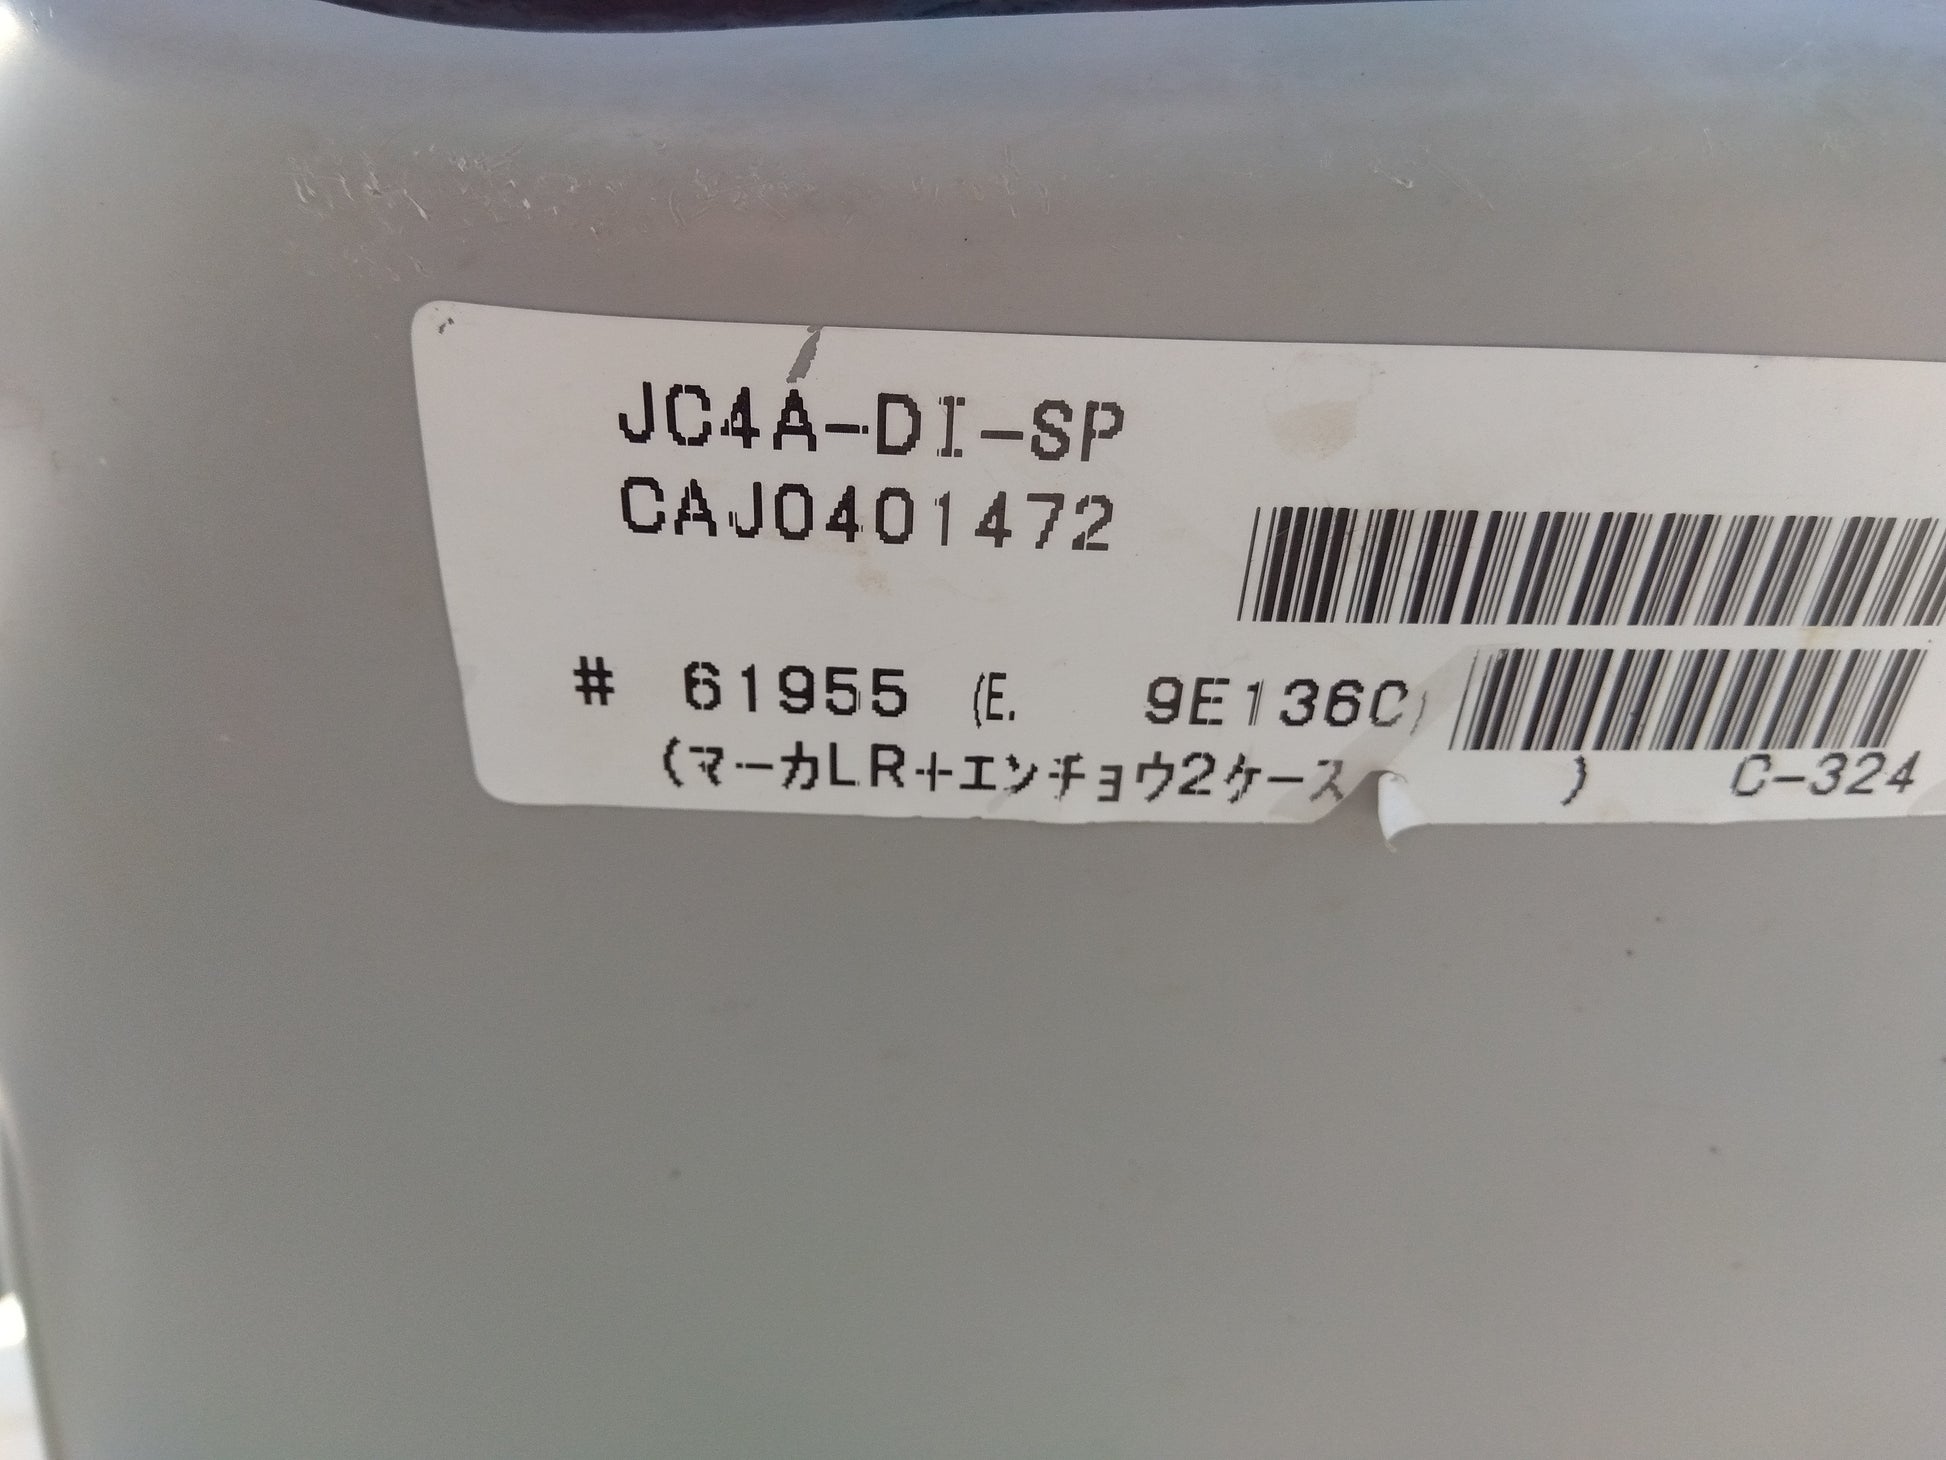 JC4A-DI-SP
CAJ0401472
# 61955 (E. 9E136C)
(マーカLR+エンチョウ2ケース ) C-324